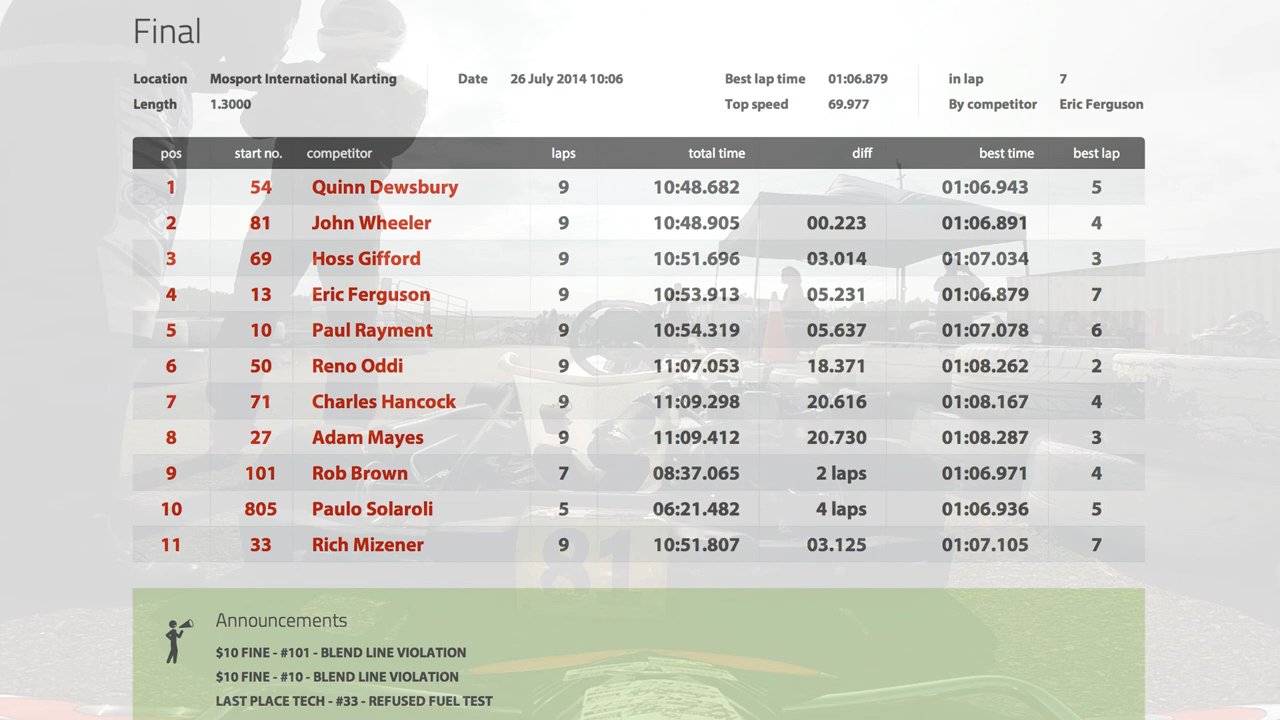 Final
Location Mosport International Karting Date 26 July 2014 10:06 Best lap time 01:06.879 in lap 7
Length 1.3000 Top speed 69.977 By competitor Eric Ferguson
pos start no. competitor laps total time diff best time best lap
1 54 Quinn Dewsbury 9 10:48.682 01:06.943 5
2 81 John Wheeler 9 10:48.905 00.223 01:06.891 4
3 69 Hoss Gifford 9 10:51.696 03.014 01:07.034 3
4 13 Eric Ferguson 9 10:53.913 05.231 01:06.879 7
5 10 Paul Rayment 9 10:54.319 05.637 01:07.078 6
6 50 Reno Oddi 9 11:07.053 18.371 01:08.262 2
7 71 Charles Hancock 9 11:09.298 20.616 01:08.167 4
8 27 Adam Mayes 9 11:09.412 20.730 01:08.287 3
9 101 Rob Brown 7 08:37.065 2 laps 01:06.971 4
10 805 Paulo Solaroli 5 06:21.482 4 laps 01:06.936 5
11 33 Rich Mizener 9 10:51.807 03.125 01:07.105 7
81
Announcements
$10 FINE - #101 - BLEND LINE VIOLATION
$10 FINE - #10 - BLEND LINE VIOLATION
LAST PLACE TECH - #33 - REFUSED FUEL TEST